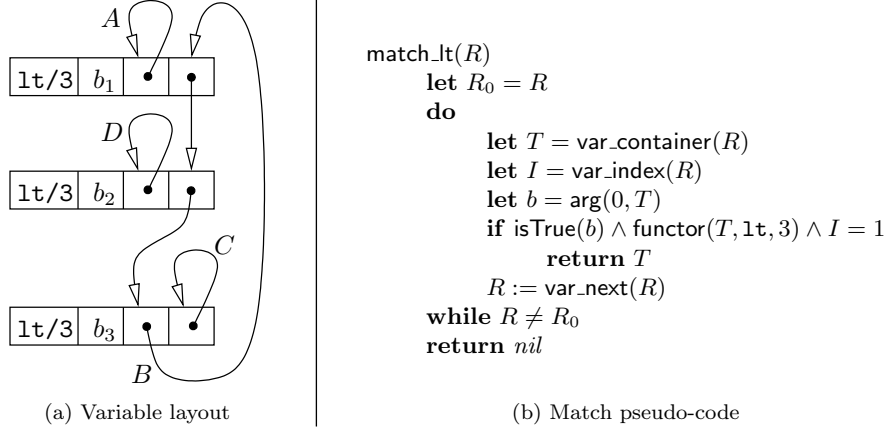 A
lt/3 b₁
D
lt/3 b₂
C
lt/3 b₃
B
(a) Variable layout
match_lt(R)
let R₀ = R
do
let T = var_container(R)
let I = var_index(R)
let b = arg(0, T)
if isTrue(b) ∧ functor(T, lt, 3) ∧ I = 1
return T
R := var_next(R)
while R ≠ R₀
return nil
(b) Match pseudo-code